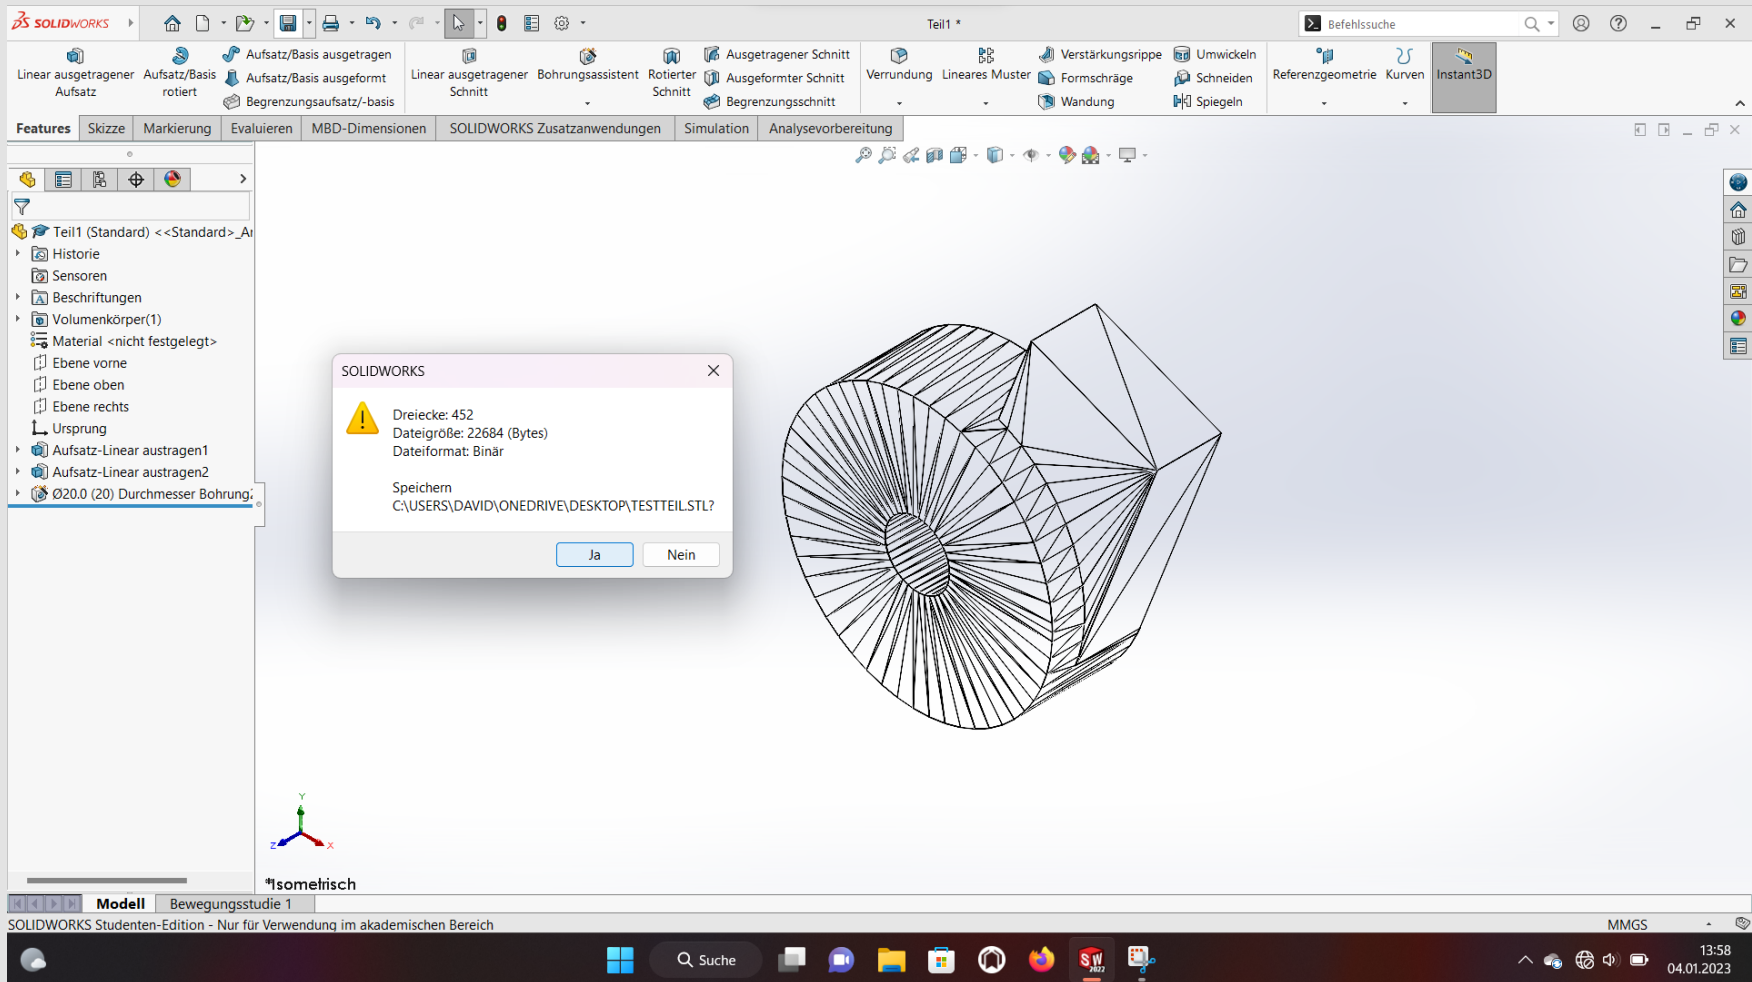 SOLIDWORKS
Teil1 *
Befehlssuche
Linear ausgetragener Aufsatz
Aufsatz/Basis rotiert
Aufsatz/Basis ausgetragen
Aufsatz/Basis ausgeformt
Begrenzungsaufsatz/-basis
Linear ausgetragener Schnitt
Bohrungsassistent
Rotierter Schnitt
Ausgetragener Schnitt
Ausgeformter Schnitt
Begrenzungsschnitt
Verrundung
Lineares Muster
Verstärkungsrippe
Formschräge
Wandung
Umwickeln
Schneiden
Spiegeln
Referenzgeometrie
Kurven
Instant3D
Features
Skizze
Markierung
Evaluieren
MBD-Dimensionen
SOLIDWORKS Zusatzanwendungen
Simulation
Analysevorbereitung
Teil1 (Standard) <<Standard>_Ar
Historie
Sensoren
Beschriftungen
Volumenkörper(1)
Material <nicht festgelegt>
Ebene vorne
Ebene oben
Ebene rechts
Ursprung
Aufsatz-Linear austragen1
Aufsatz-Linear austragen2
Ø20.0 (20) Durchmesser Bohrung2
SOLIDWORKS
Dreiecke: 452
Dateigröße: 22684 (Bytes)
Dateiformat: Binär
Speichern
C:\USERS\DAVID\ONEDRIVE\DESKTOP\TESTTEIL.STL?
Ja
Nein
Y
Z
X
*Isometrisch
Modell
Bewegungsstudie 1
SOLIDWORKS Studenten-Edition - Nur für Verwendung im akademischen Bereich
MMGS
Suche
SW
2022
13:58
04.01.2023